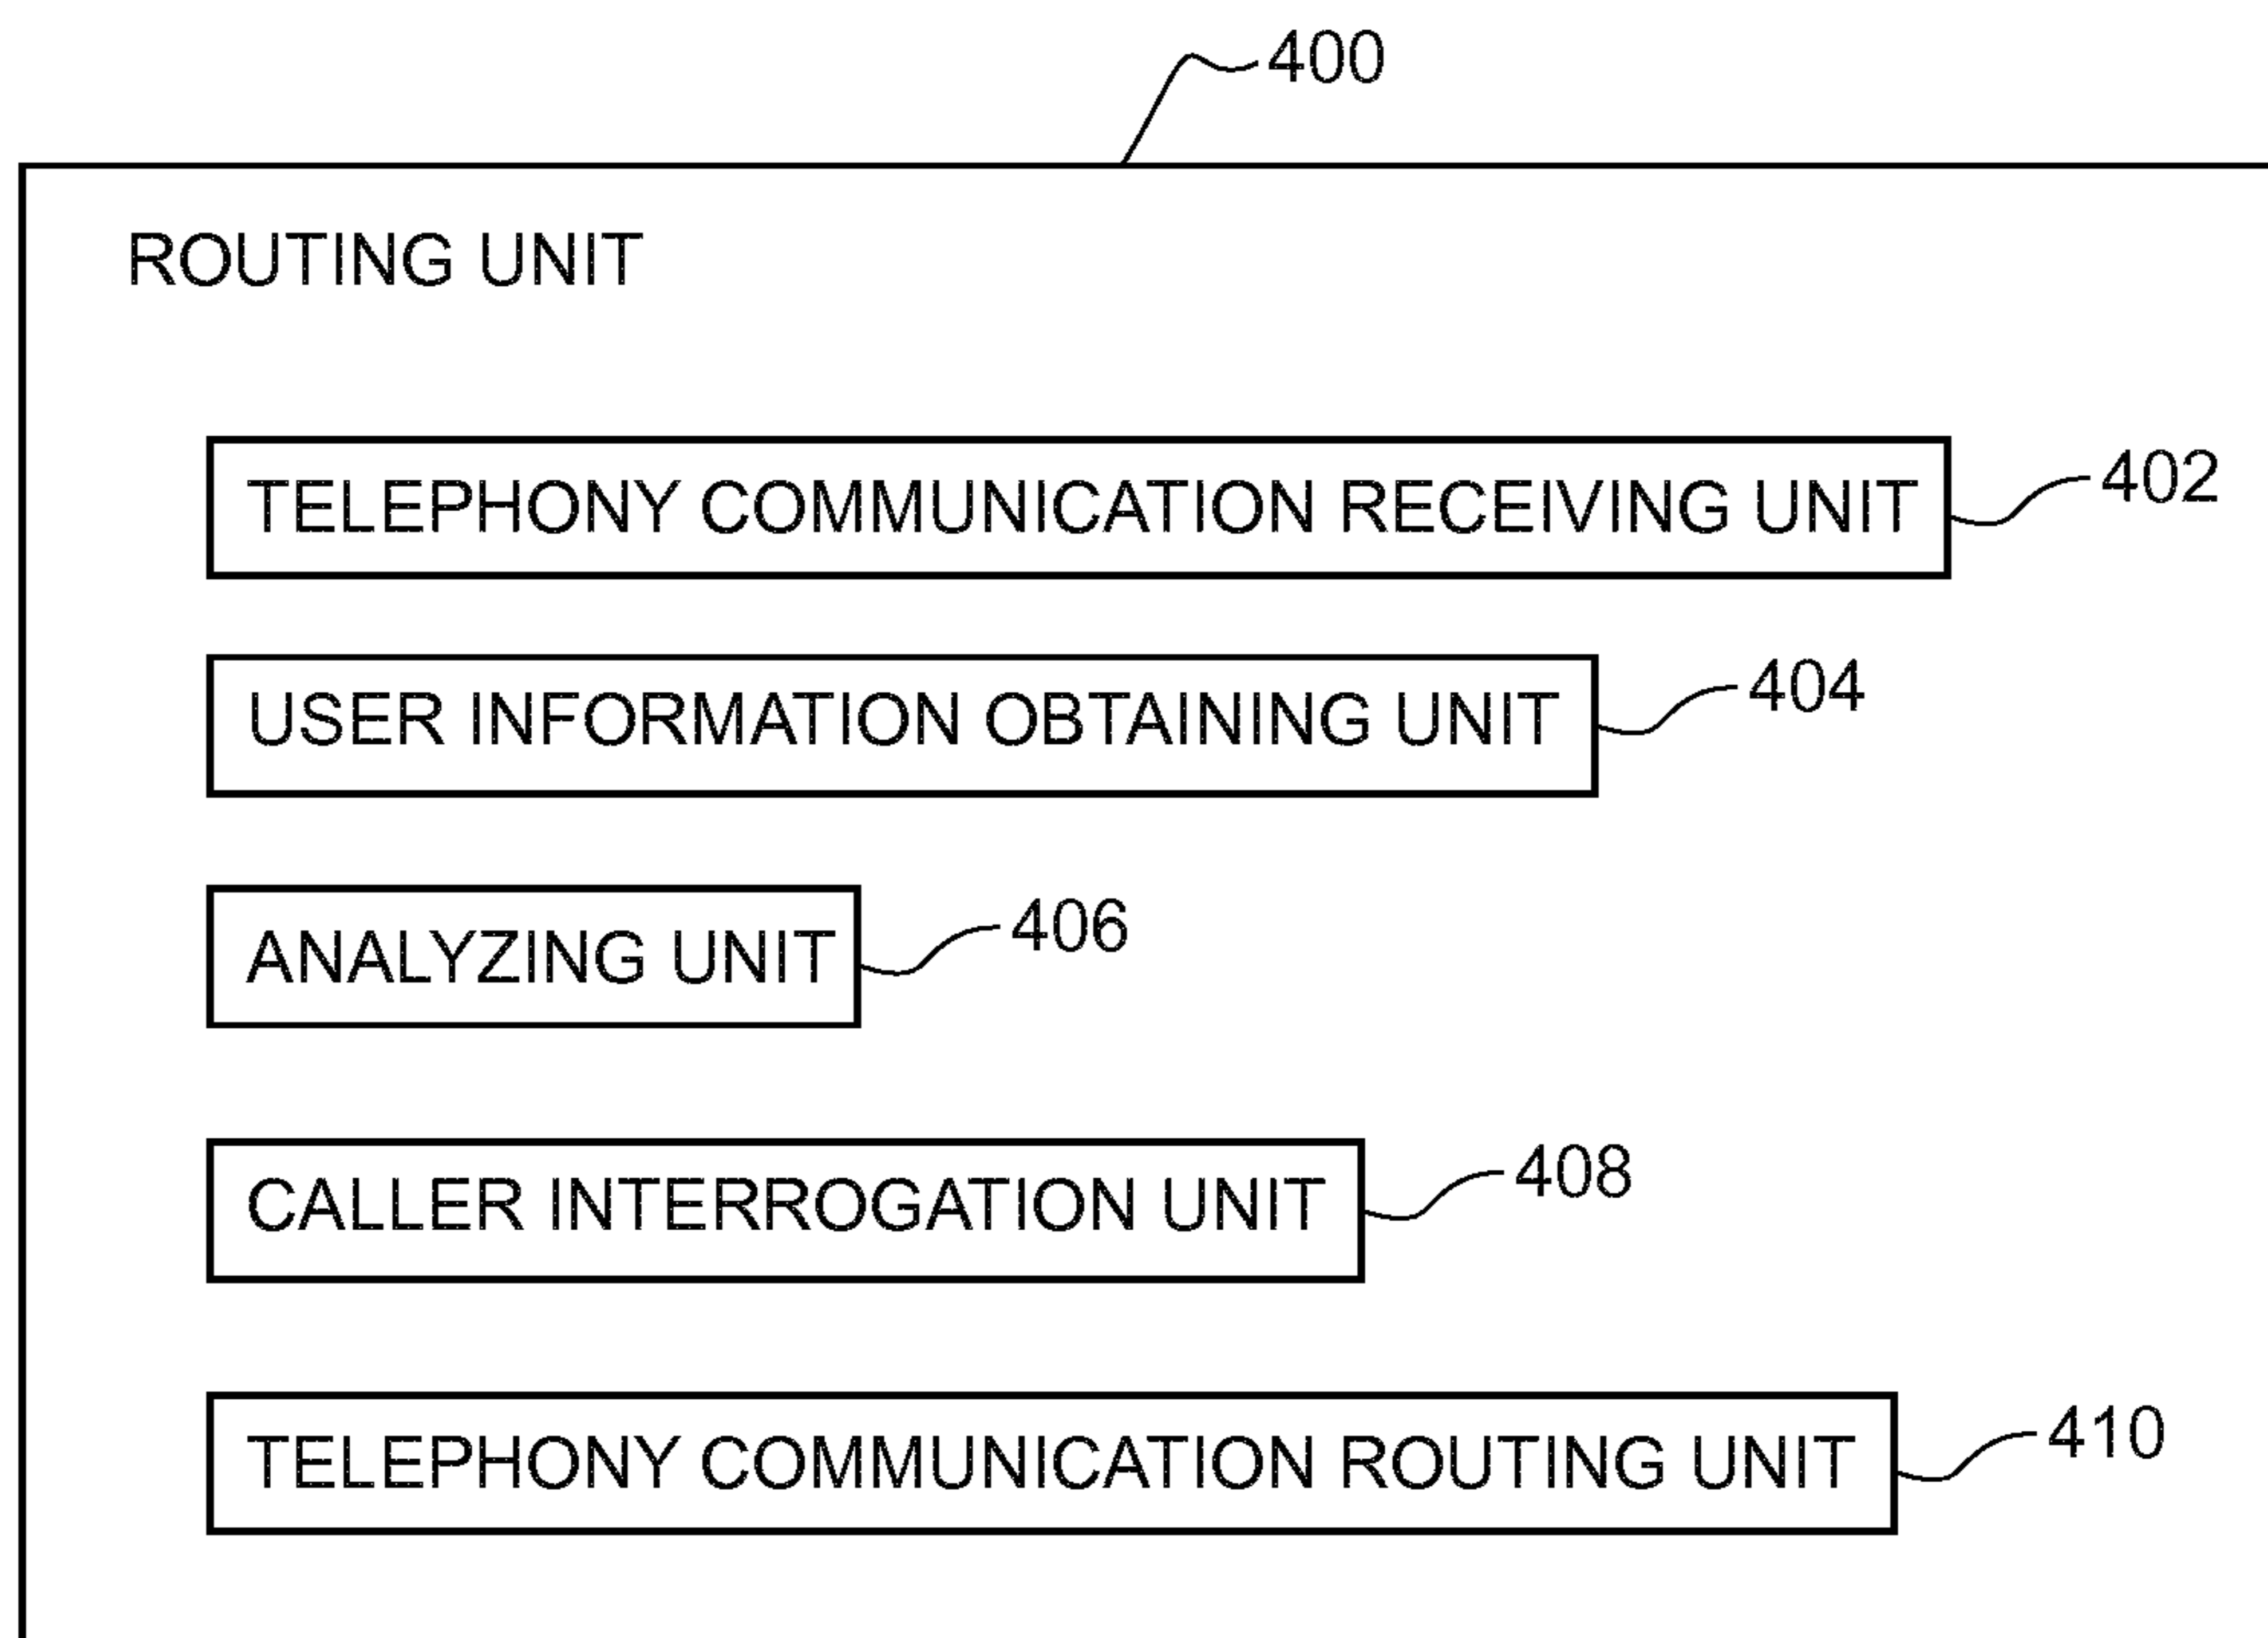 400
ROUTING UNIT
TELEPHONY COMMUNICATION RECEIVING UNIT
402
USER INFORMATION OBTAINING UNIT
404
ANALYZING UNIT
406
CALLER INTERROGATION UNIT
408
TELEPHONY COMMUNICATION ROUTING UNIT
410